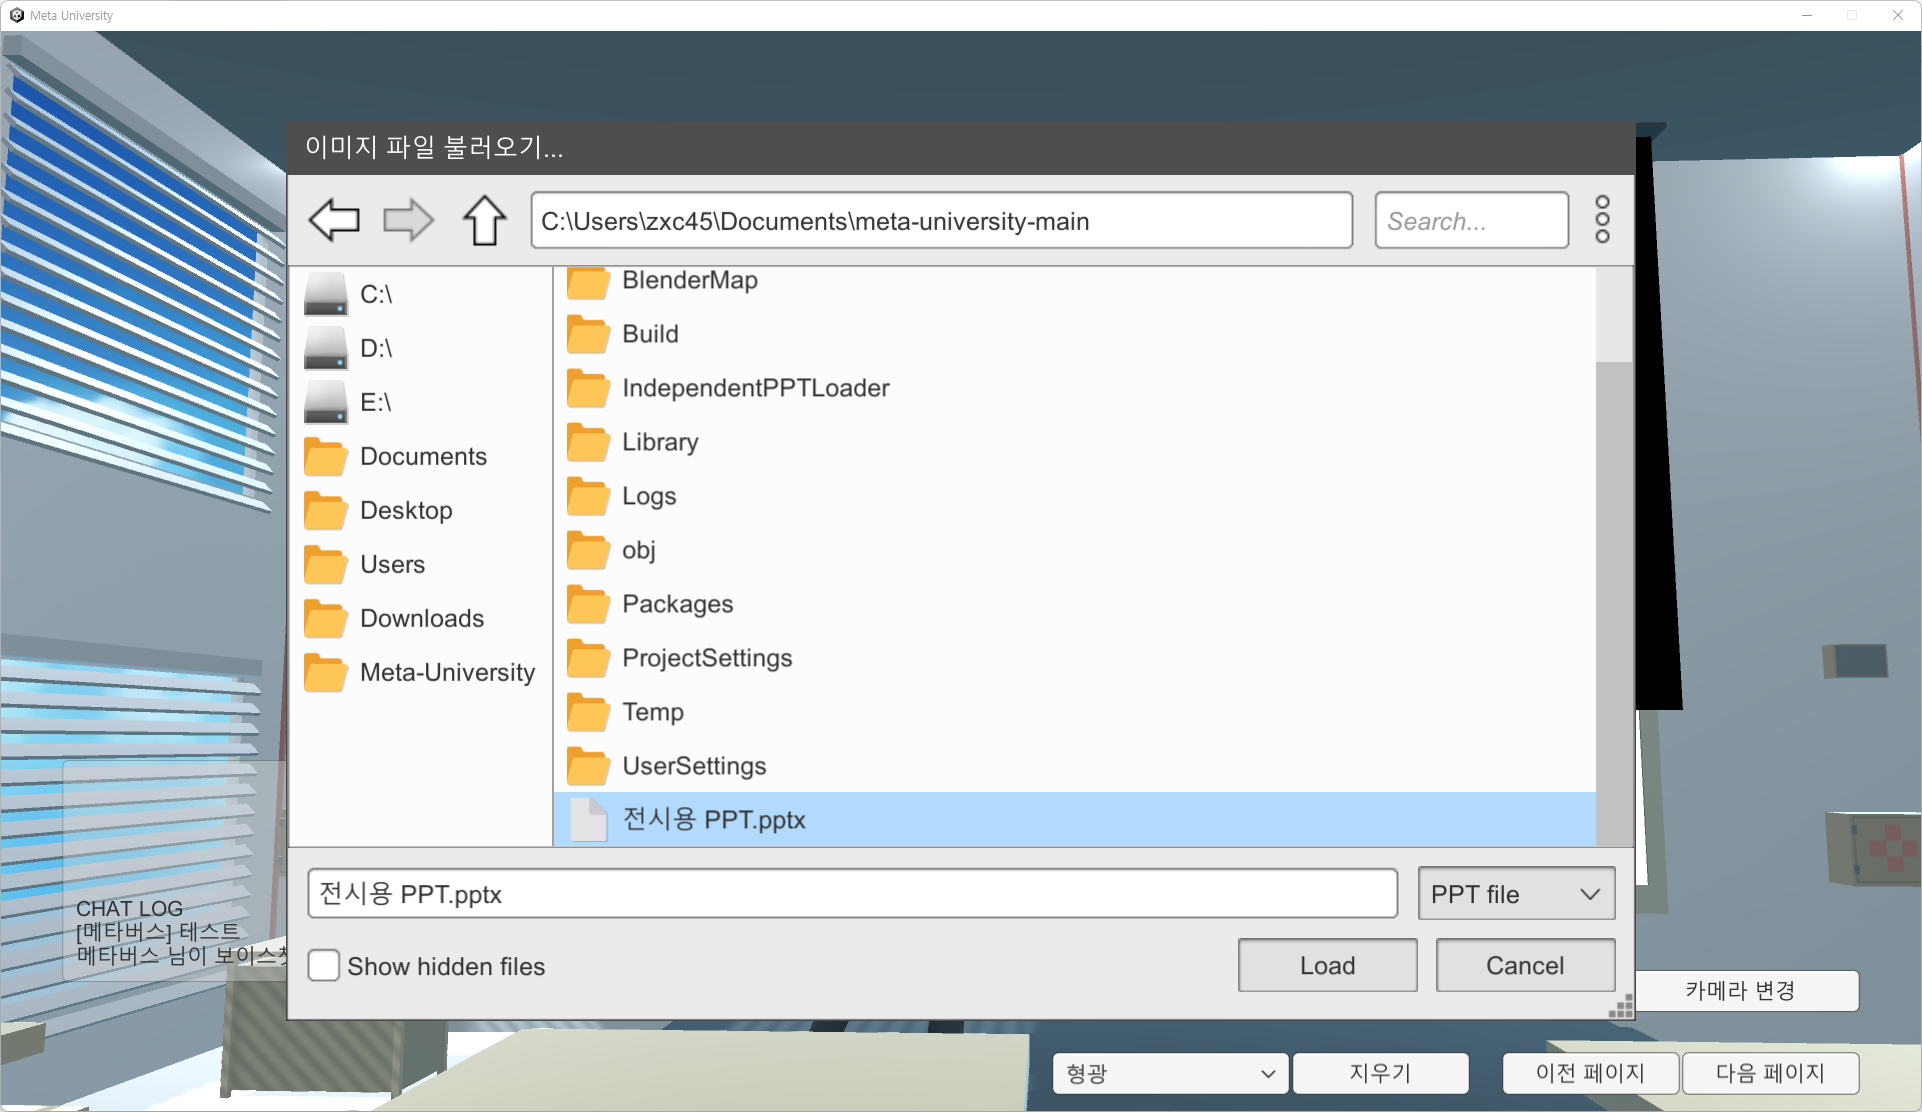 Meta University
이미지 파일 불러오기...
C:\Users\zxc45\Documents\meta-university-main
Search...
C:\
D:\
E:\
Documents
Desktop
Users
Downloads
Meta-University
BlenderMap
Build
IndependentPPTLoader
Library
Logs
obj
Packages
ProjectSettings
Temp
UserSettings
전시용 PPT.pptx
전시용 PPT.pptx
PPT file
Show hidden files
Load
Cancel
CHAT LOG
[메타버스] 테스트
메타버스 님이 보이스챗
카메라 변경
형광
지우기
이전 페이지
다음 페이지